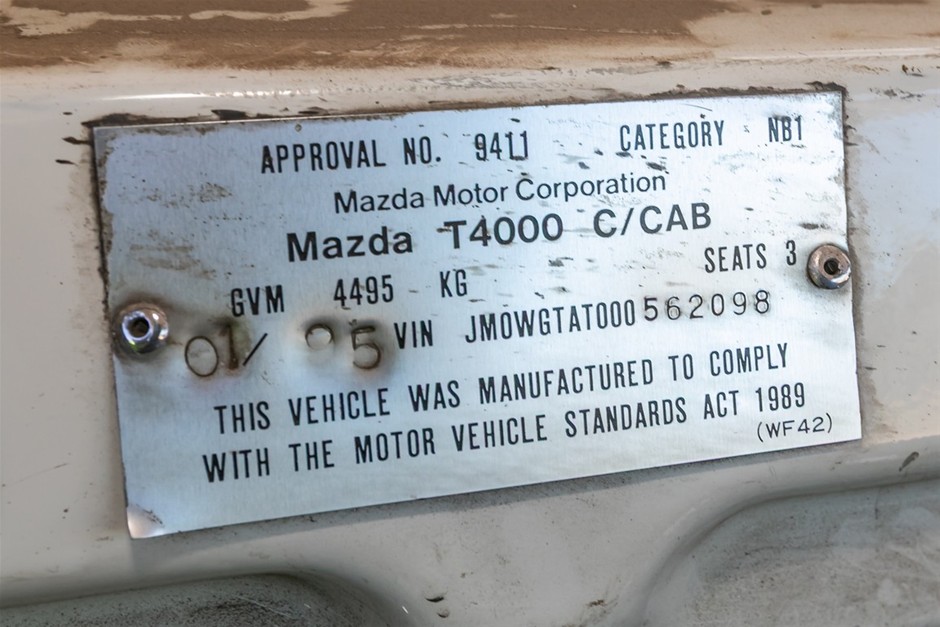 APPROVAL NO. 9411 CATEGORY NB1
Mazda Motor Corporation
Mazda T4000 C/CAB
SEATS 3
GVM 4495 KG
01/ 5 VIN JM0WGTAT000562098
THIS VEHICLE WAS MANUFACTURED TO COMPLY
WITH THE MOTOR VEHICLE STANDARDS ACT 1989
(WF42)